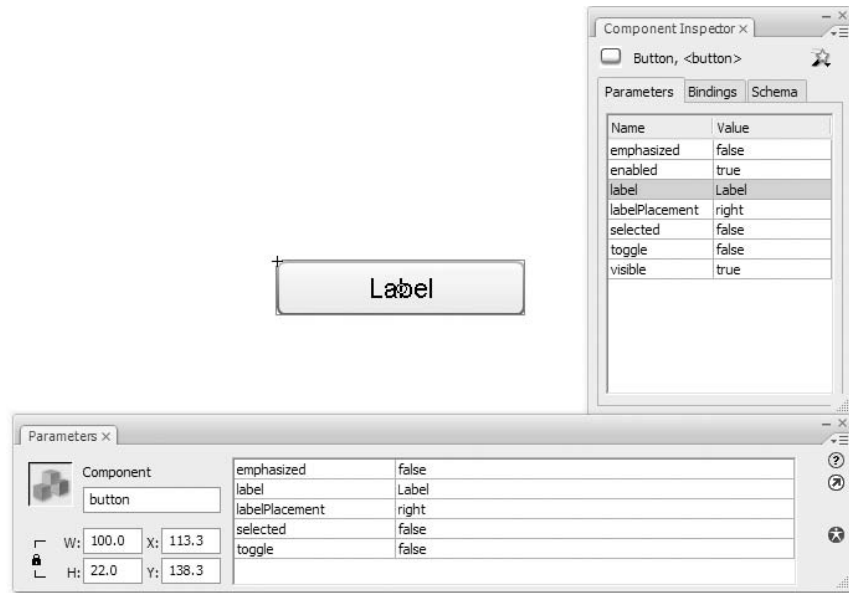 Component Inspector ×
Button, <button>
Parameters Bindings Schema
Name Value
emphasized false
enabled true
label Label
labelPlacement right
selected false
toggle false
visible true
Label
Parameters ×
Component
button
W: 100.0 X: 113.3
H: 22.0 Y: 138.3
emphasized false
label Label
labelPlacement right
selected false
toggle false